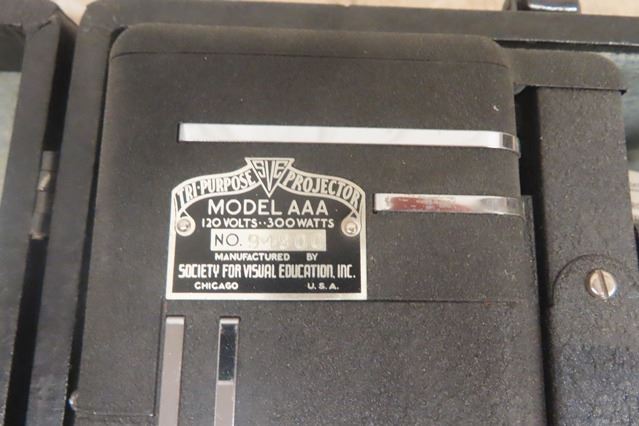 TRI-PURPOSE SVE PROJECTOR
MODEL AAA
120 VOLTS··300 WATTS
NO.
MANUFACTURED BY
SOCIETY FOR VISUAL EDUCATION, INC.
CHICAGO U.S.A.